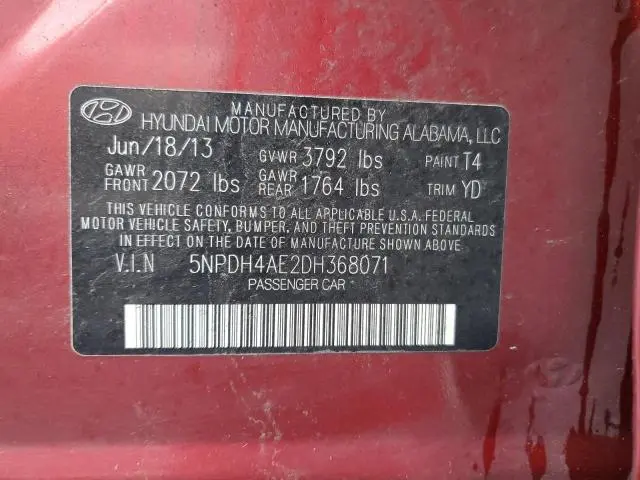 MANUFACTURED BY
HYUNDAI MOTOR MANUFACTURING ALABAMA, LLC
Jun/18/13 GVWR 3792 lbs PAINT T4
GAWR FRONT 2072 lbs GAWR REAR 1764 lbs TRIM YD
THIS VEHICLE CONFORMS TO ALL APPLICABLE U.S.A. FEDERAL
MOTOR VEHICLE SAFETY, BUMPER, AND THEFT PREVENTION STANDARDS
IN EFFECT ON THE DATE OF MANUFACTURE SHOWN ABOVE.
V.I.N 5NPDH4AE2DH368071
PASSENGER CAR